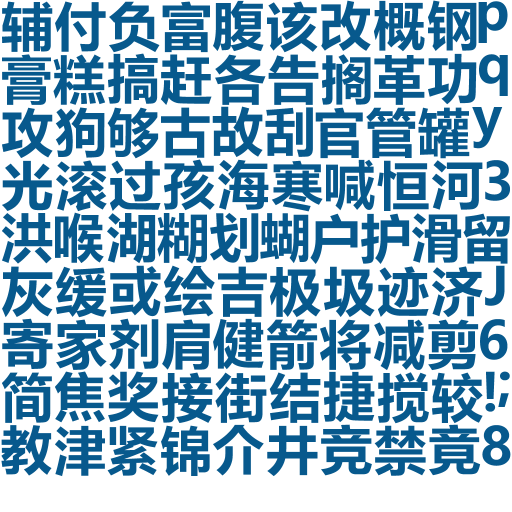 辅付负富腹该改概钢p
膏糕搞赶各告搁革功q
攻狗够古故刮官管罐y
光滚过孩海寒喊恒河3
洪喉湖糊划蝴户护滑留
灰缓或绘吉极圾迹济J
寄家剂肩健箭将减剪6
简焦奖接街结捷搅较!;
教津紧锦介井竞禁竟8